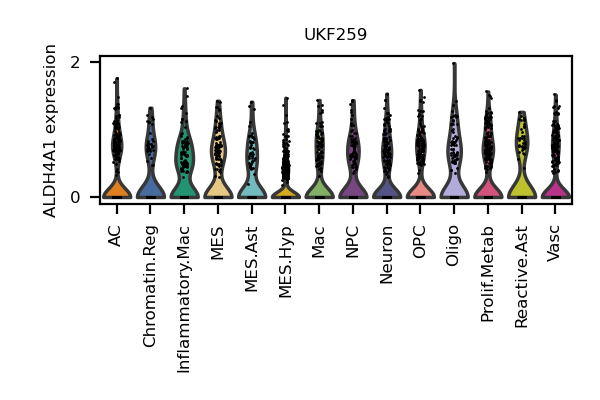 UKF259
ALDH4A1 expression
2
0
AC
Chromatin.Reg
Inflammatory.Mac
MES
MES.Ast
MES.Hyp
Mac
NPC
Neuron
OPC
Oligo
Prolif.Metab
Reactive.Ast
Vasc